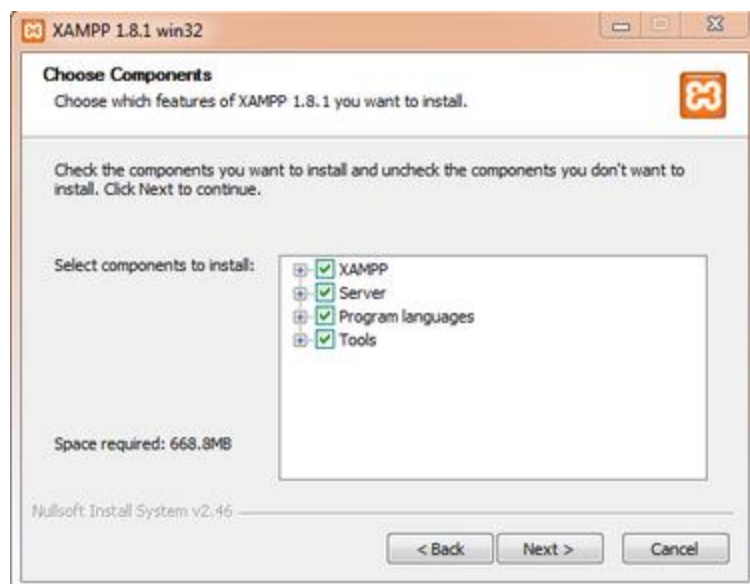 XAMPP 1.8.1 win32
Choose Components
Choose which features of XAMPP 1.8.1 you want to install.
Check the components you want to install and uncheck the components you don't want to
install. Click Next to continue.
Select components to install:
XAMPP
Server
Program languages
Tools
Space required: 668.8MB
Nullsoft Install System v2.46
< Back
Next >
Cancel